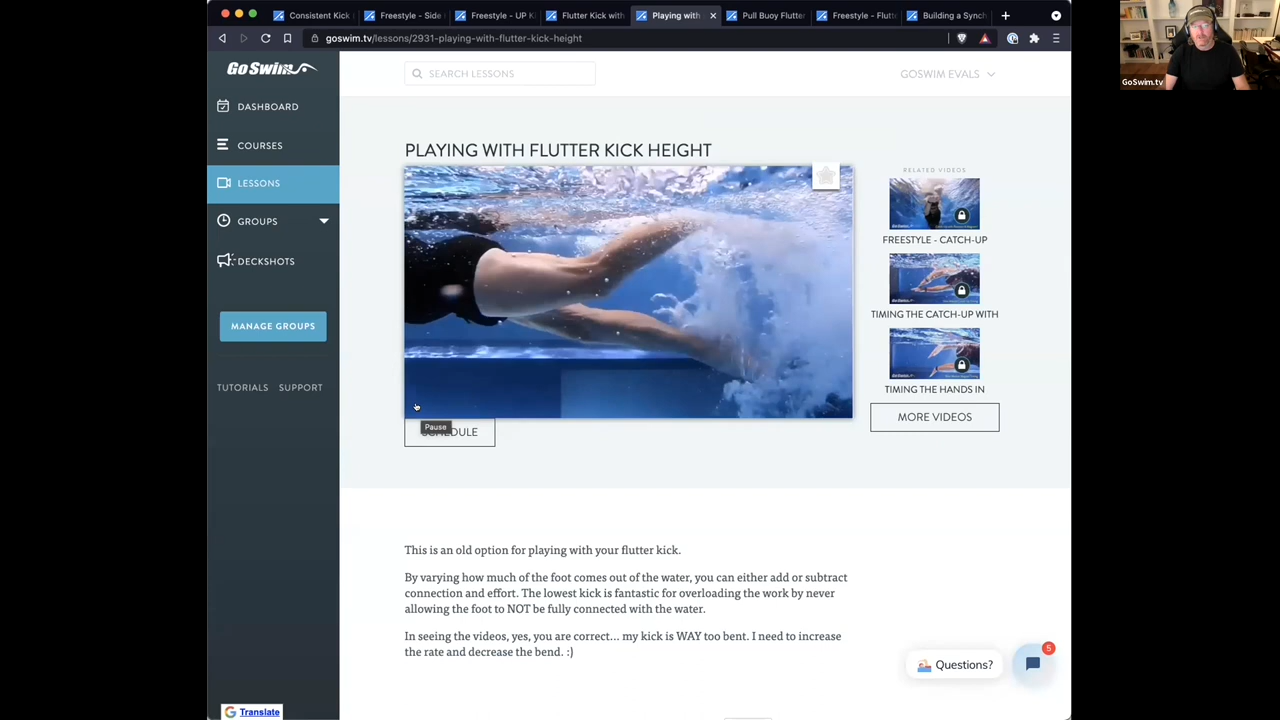 Consistent Kick
Freestyle - Side
Freestyle - UP K
Flutter Kick with
Playing with
Pull Buoy Flutter
Freestyle - Flutt
Building a Synch
goswim.tv/lessons/2931-playing-with-flutter-kick-height
GoSwim
DASHBOARD
COURSES
LESSONS
GROUPS
DECKSHOTS
MANAGE GROUPS
TUTORIALS SUPPORT
Translate
SEARCH LESSONS
GOSWIM EVALS
PLAYING WITH FLUTTER KICK HEIGHT
Pause
SCHEDULE
RELATED VIDEOS
FREESTYLE - CATCH-UP
TIMING THE CATCH-UP WITH
TIMING THE HANDS IN
MORE VIDEOS
This is an old option for playing with your flutter kick.
By varying how much of the foot comes out of the water, you can either add or subtract
connection and effort. The lowest kick is fantastic for overloading the work by never
allowing the foot to NOT be fully connected with the water.
In seeing the videos, yes, you are correct... my kick is WAY too bent. I need to increase
the rate and decrease the bend. :)
Questions?
5
GoSwim.tv